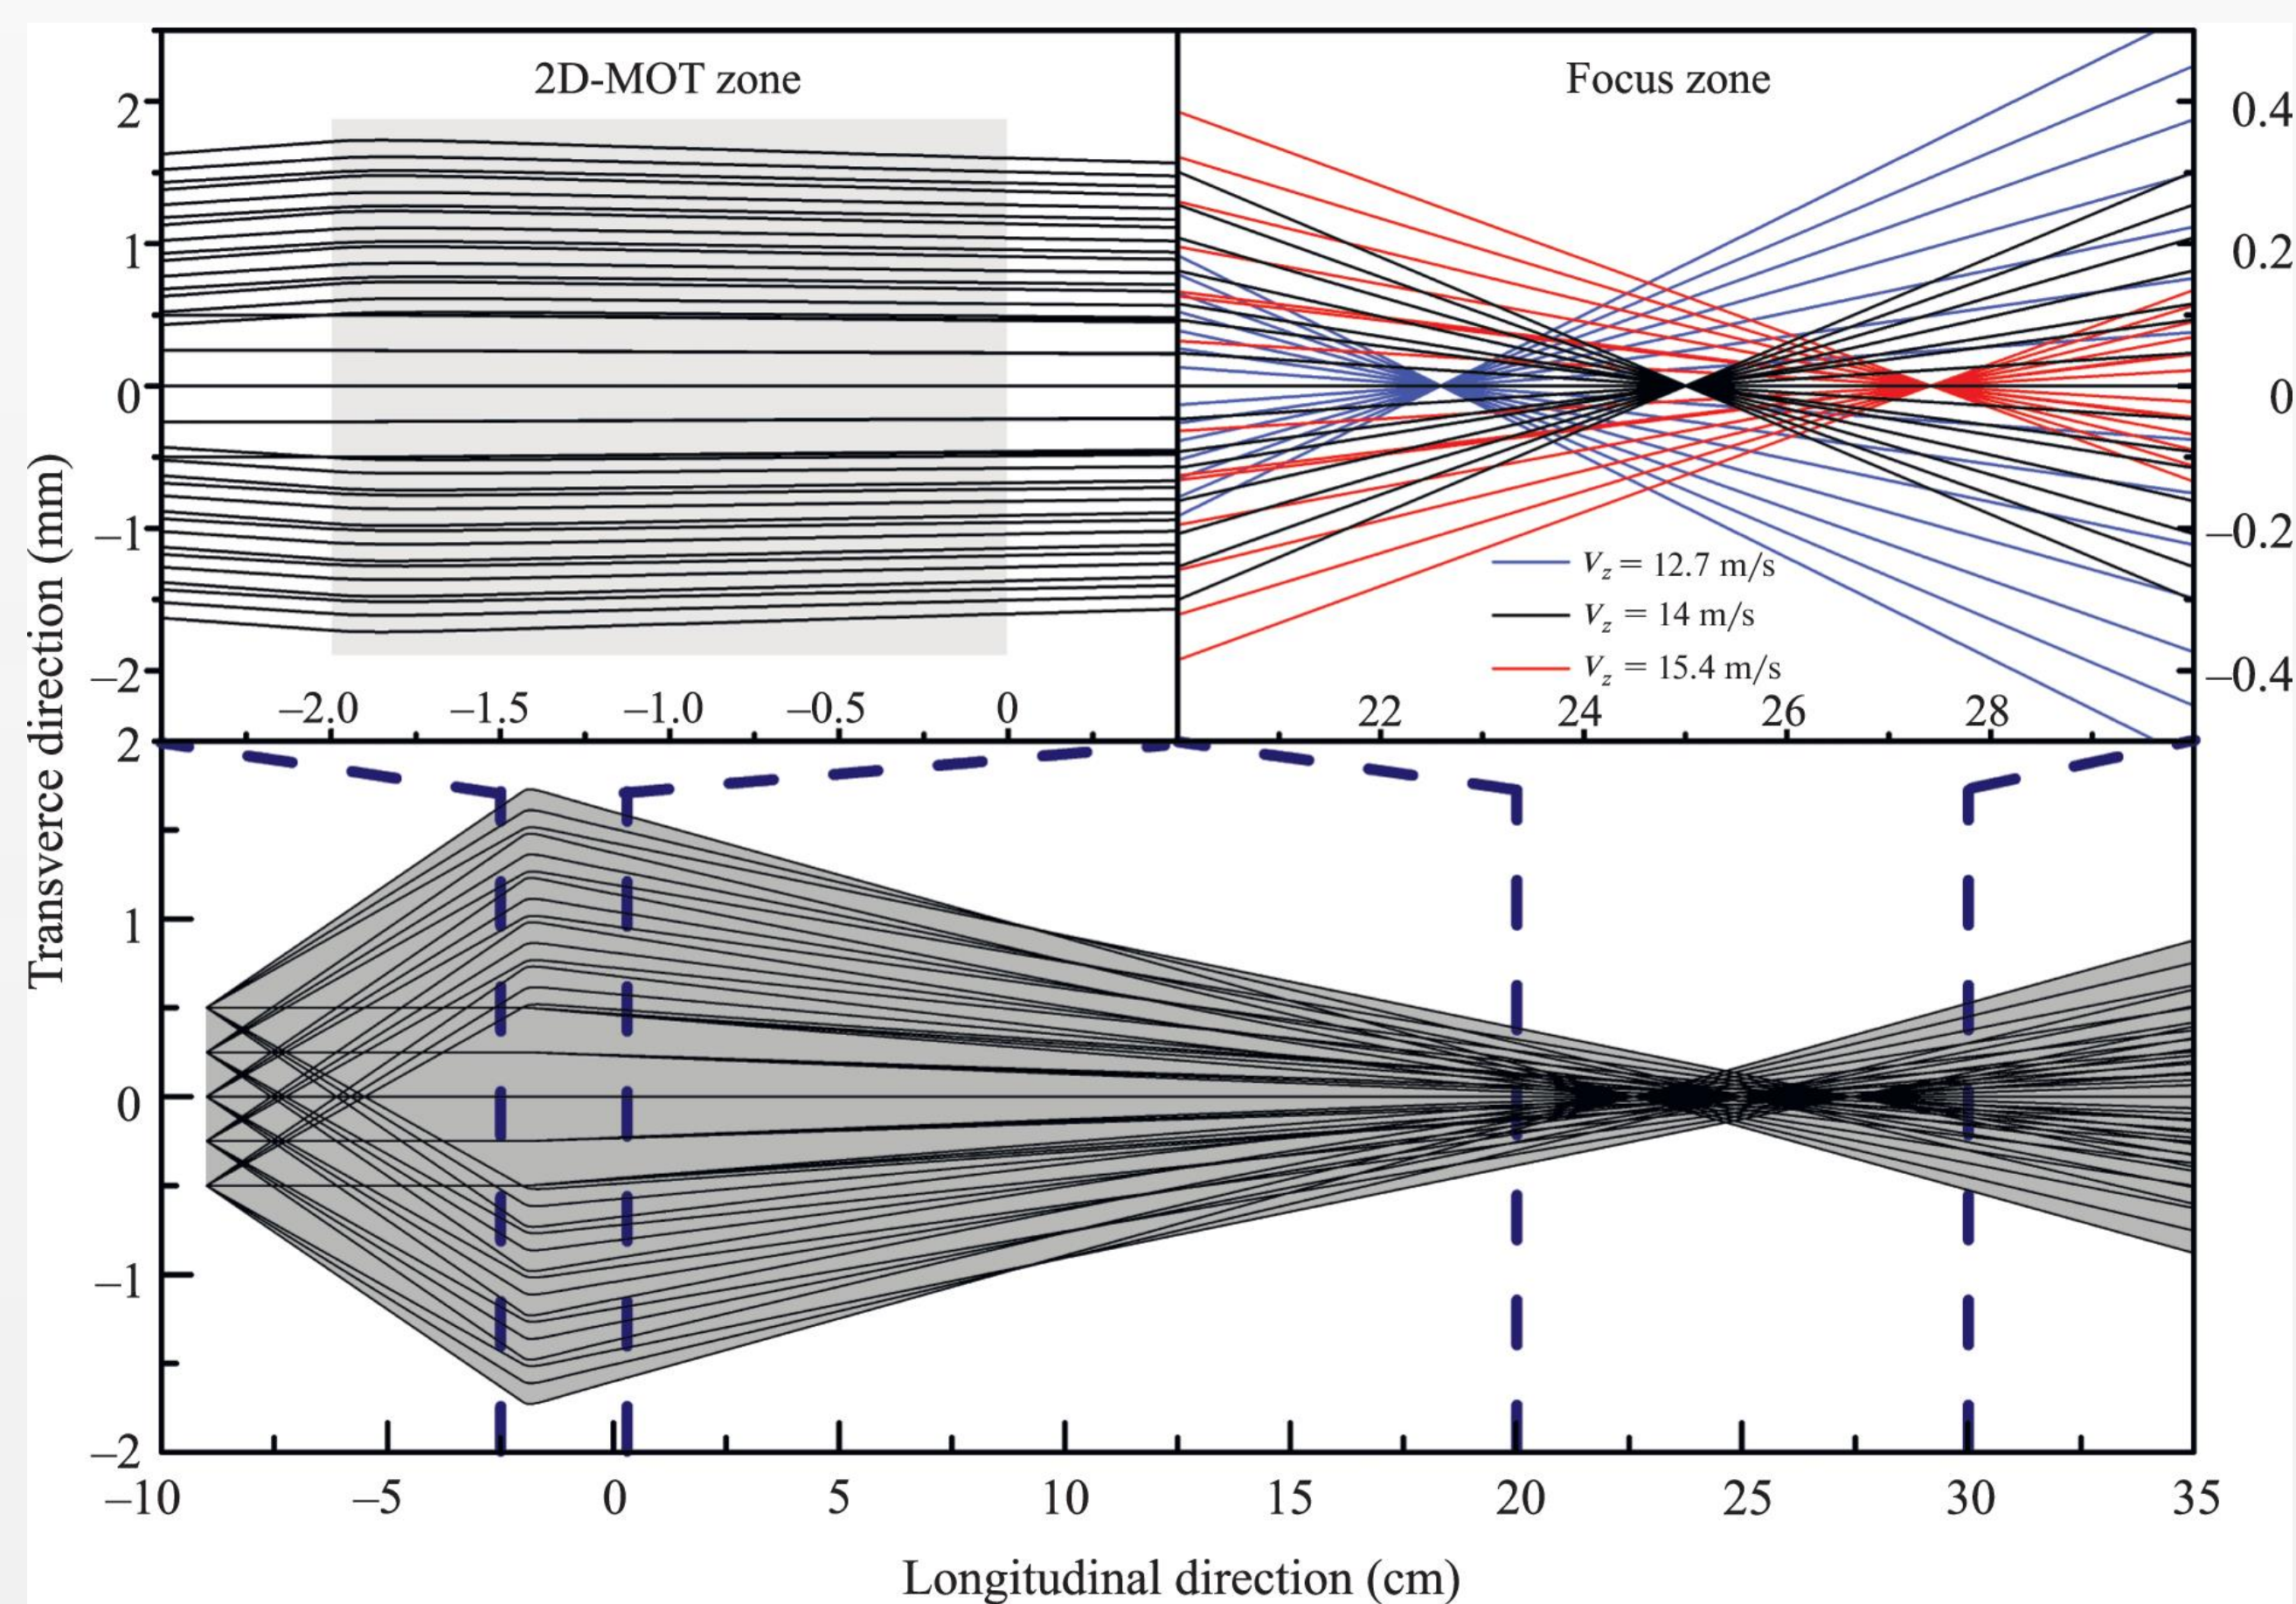 2D-MOT zone
Focus zone
2
1
0
–1
–2
0.4
0.2
0
–0.2
–0.4
Vz = 12.7 m/s
Vz = 14 m/s
Vz = 15.4 m/s
–2.0 –1.5 –1.0 –0.5 0
22 24 26 28
Transverce direction (mm)
2
1
0
–1
–2
–10 –5 0 5 10 15 20 25 30 35
Longitudinal direction (cm)